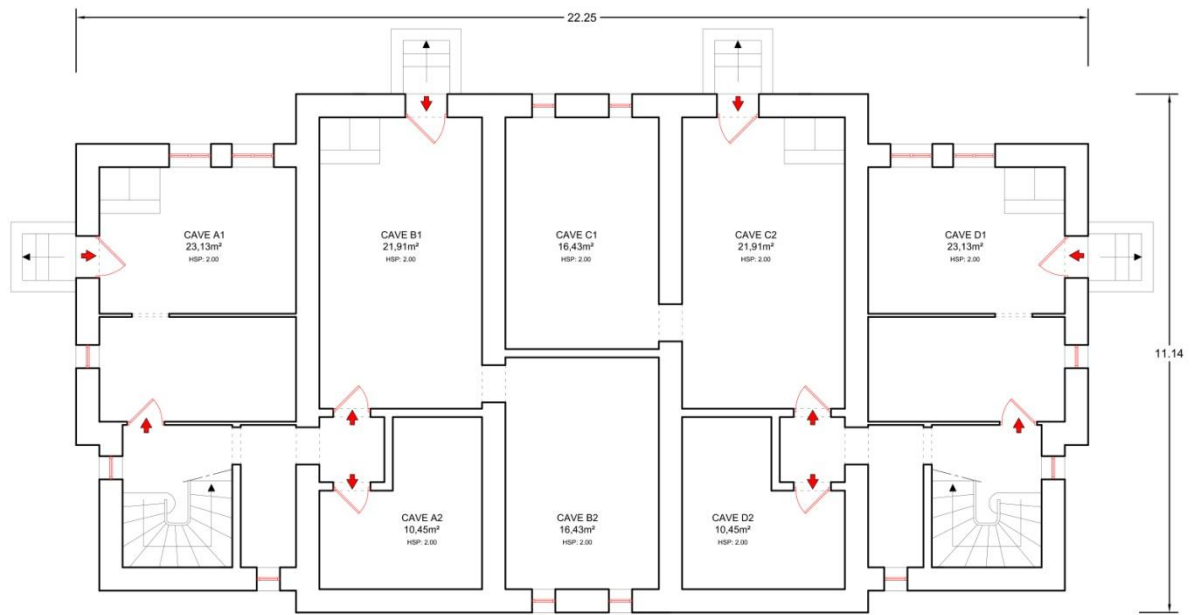 22.25
CAVE A1
23,13m²
HSP: 2.00
CAVE B1
21,91m²
HSP: 2.00
CAVE C1
16,43m²
HSP: 2.00
CAVE C2
21,91m²
HSP: 2.00
CAVE D1
23,13m²
HSP: 2.00
11.14
CAVE A2
10,45m²
HSP: 2.00
CAVE B2
16,43m²
HSP: 2.00
CAVE D2
10,45m²
HSP: 2.00